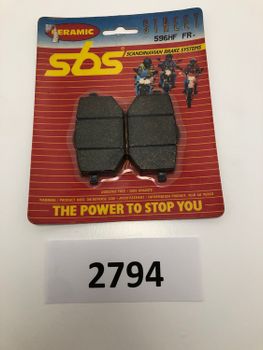 CERAMIC
STREET
596HF FR.
sbs
SCANDINAVIAN BRAKE SYSTEMS
THE POWER TO STOP YOU
2794